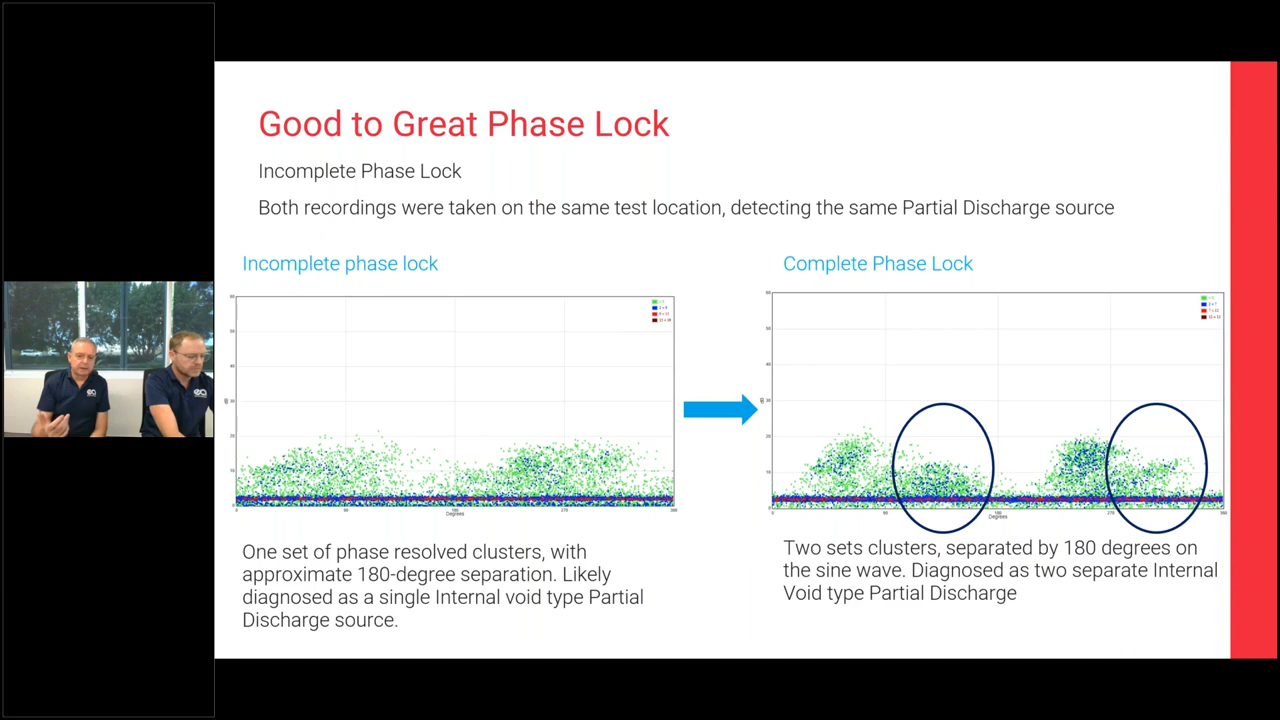 Good to Great Phase Lock
Incomplete Phase Lock
Both recordings were taken on the same test location, detecting the same Partial Discharge source
Incomplete phase lock
Complete Phase Lock
Degrees
Degrees
One set of phase resolved clusters, with
approximate 180-degree separation. Likely
diagnosed as a single Internal void type Partial
Discharge source.
Two sets clusters, separated by 180 degrees on
the sine wave. Diagnosed as two separate Internal
Void type Partial Discharge